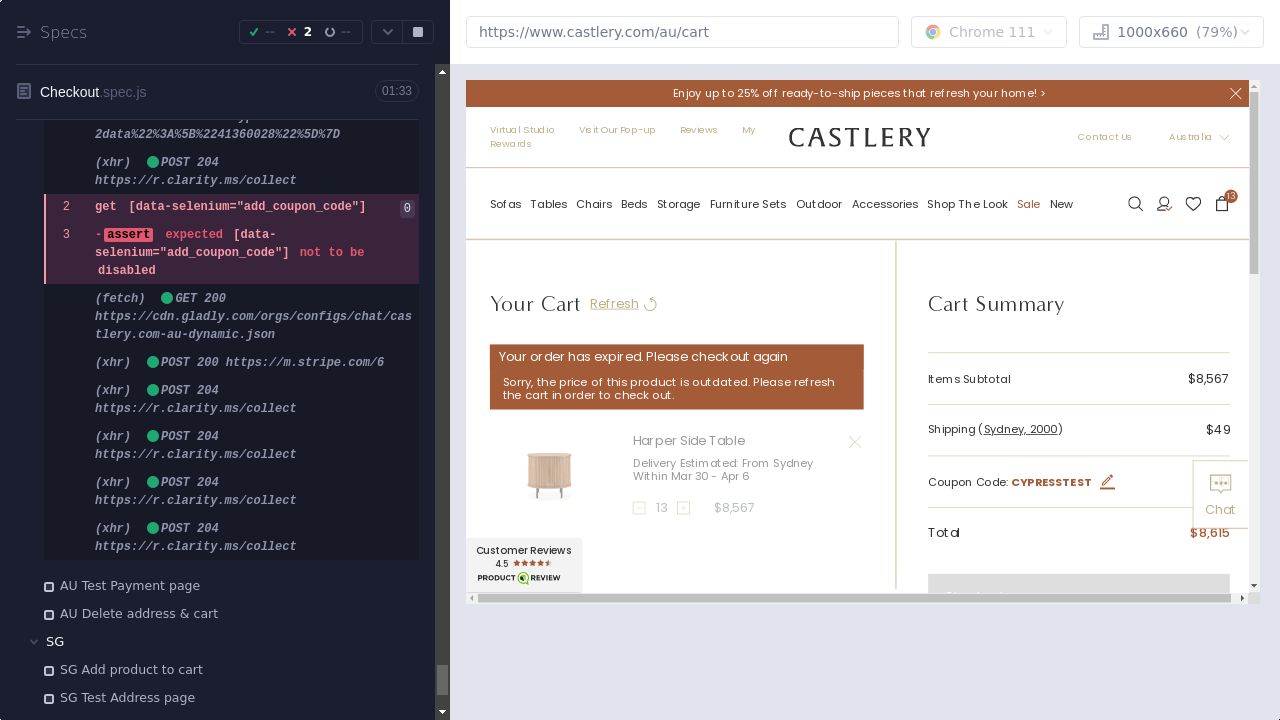 Specs
-- 2 --
Checkout.spec.js 01:33
2data%22%3A%5B%2241360028%22%5D%7D
(xhr) POST 204
https://r.clarity.ms/collect
2 get [data-selenium="add_coupon_code"] 0
3 -assert expected [data-
selenium="add_coupon_code"] not to be
disabled
(fetch) GET 200
https://cdn.gladly.com/orgs/configs/chat/cas
tlery.com-au-dynamic.json
(xhr) POST 200 https://m.stripe.com/6
(xhr) POST 204
https://r.clarity.ms/collect
(xhr) POST 204
https://r.clarity.ms/collect
(xhr) POST 204
https://r.clarity.ms/collect
(xhr) POST 204
https://r.clarity.ms/collect
AU Test Payment page
AU Delete address & cart
SG
SG Add product to cart
SG Test Address page
https://www.castlery.com/au/cart
Chrome 111
1000x660 (79%)
Enjoy up to 25% off ready-to-ship pieces that refresh your home! >
Virtual Studio Visit Our Pop-up Reviews My
Rewards
CASTLERY
Contact Us Australia
Sofas Tables Chairs Beds Storage Furniture Sets Outdoor Accessories Shop The Look Sale New
13
Your Cart Refresh
Your order has expired. Please checkout again
Sorry, the price of this product is outdated. Please refresh
the cart in order to check out.
Harper Side Table
Delivery Estimated: From Sydney
Within Mar 30 - Apr 6
- 13 + $8,567
Customer Reviews
4.5
PRODUCT REVIEW
Cart Summary
Items Subtotal $8,567
Shipping (Sydney, 2000) $49
Coupon Code: CYPRESSTEST
Total $8,615
Chat